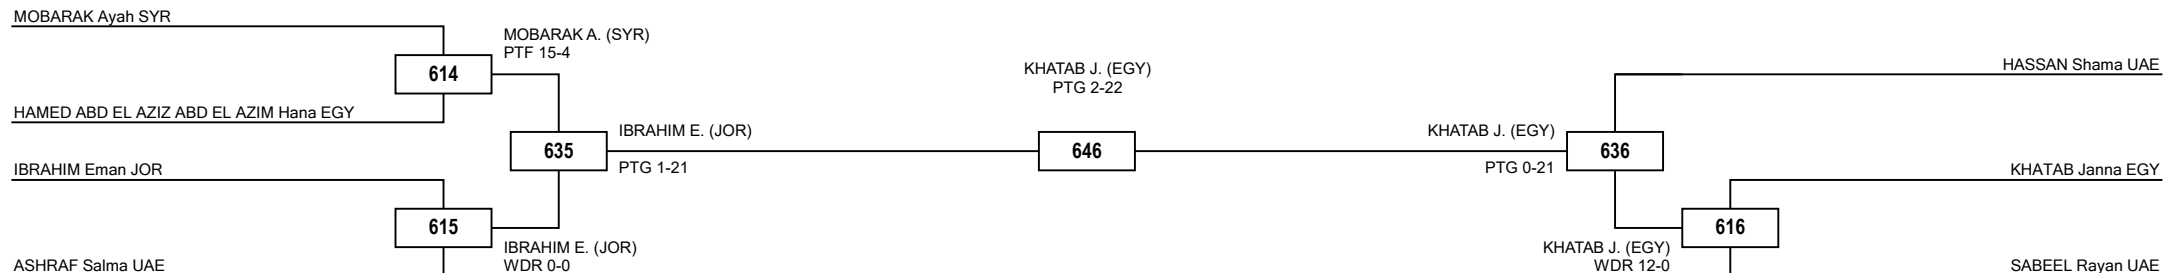 MOBARAK Ayah SYR
MOBARAK A. (SYR)
PTF 15-4
614
HAMED ABD EL AZIZ ABD EL AZIM Hana EGY
635
IBRAHIM E. (JOR)
PTG 1-21
IBRAHIM Eman JOR
615
IBRAHIM E. (JOR)
WDR 0-0
ASHRAF Salma UAE
KHATAB J. (EGY)
PTG 2-22
646
HASSAN Shama UAE
KHATAB J. (EGY)
PTG 0-21
636
KHATAB Janna EGY
616
KHATAB J. (EGY)
WDR 12-0
SABEEL Rayan UAE